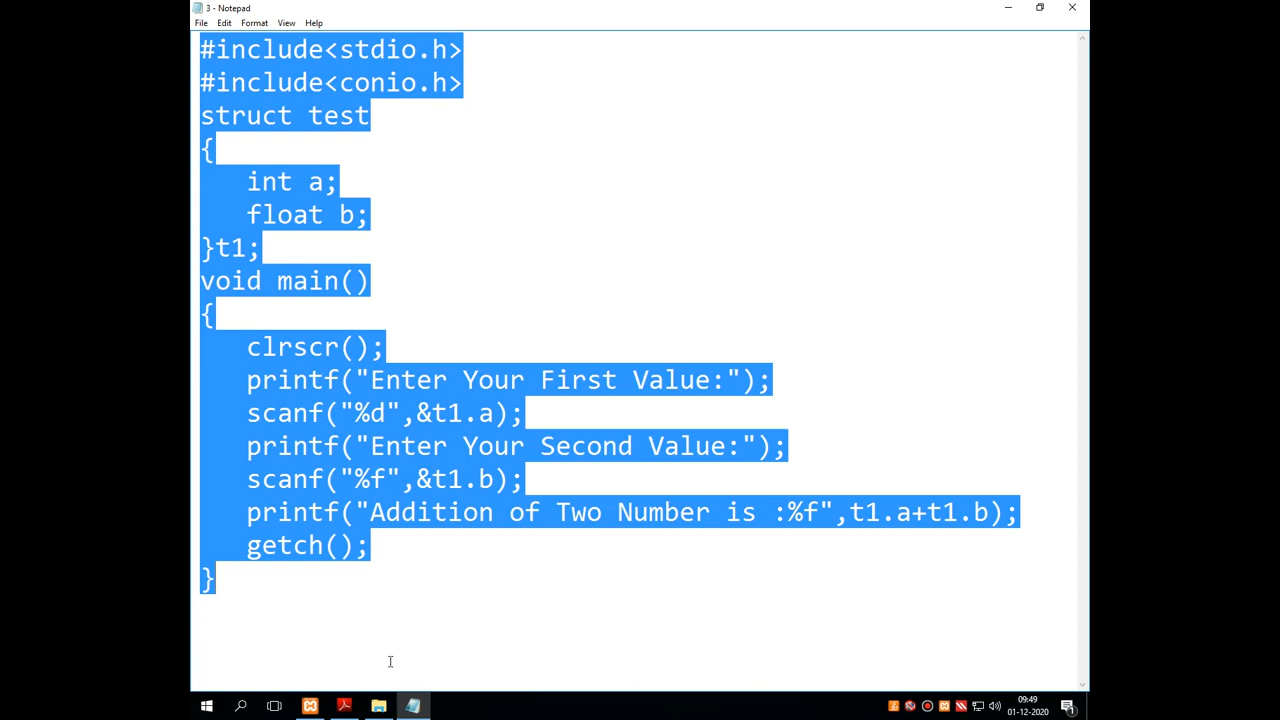 3 - Notepad
File Edit Format View Help
#include<stdio.h>
#include<conio.h>
struct test
{
   int a;
   float b;
}t1;
void main()
{
   clrscr();
   printf("Enter Your First Value:");
   scanf("%d",&t1.a);
   printf("Enter Your Second Value:");
   scanf("%f",&t1.b);
   printf("Addition of Two Number is :%f",t1.a+t1.b);
   getch();
}
09:49
01-12-2020